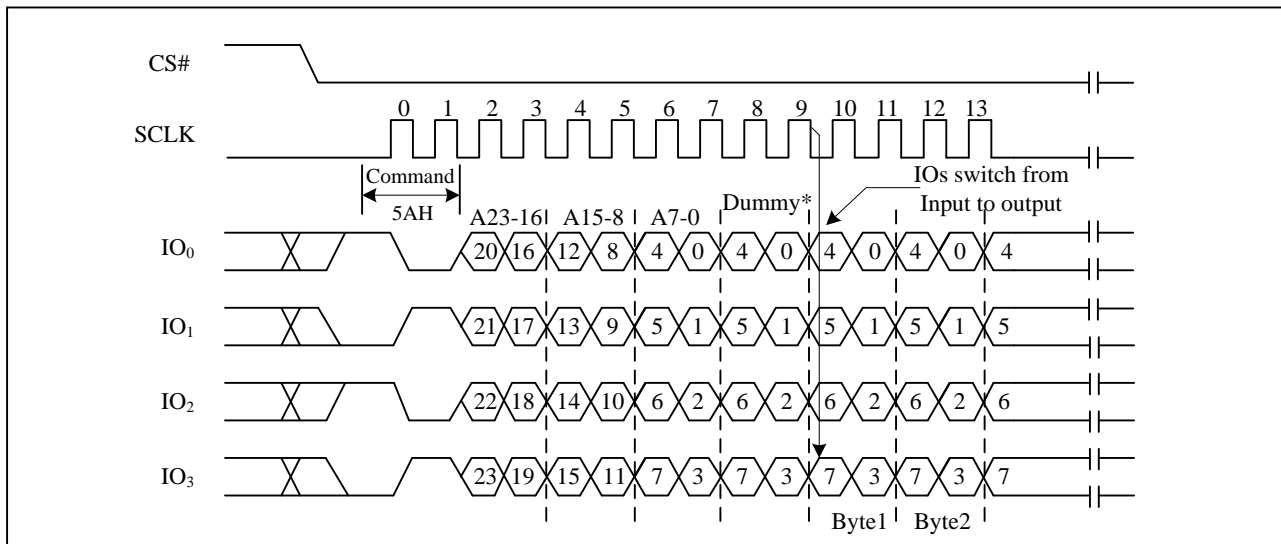 CS#
0 1 2 3 4 5 6 7 8 9 10 11 12 13
SCLK
Command
5AH
IOs switch from
Input to output
Dummy*
A23-16 A15-8 A7-0
IO0 20 16 12 8 4 0 4 0 4 0 4 0 4
IO1 21 17 13 9 5 1 5 1 5 1 5 1 5
IO2 22 18 14 10 6 2 6 2 6 2 6 2 6
IO3 23 19 15 11 7 3 7 3 7 3 7 3 7
Byte1 Byte2